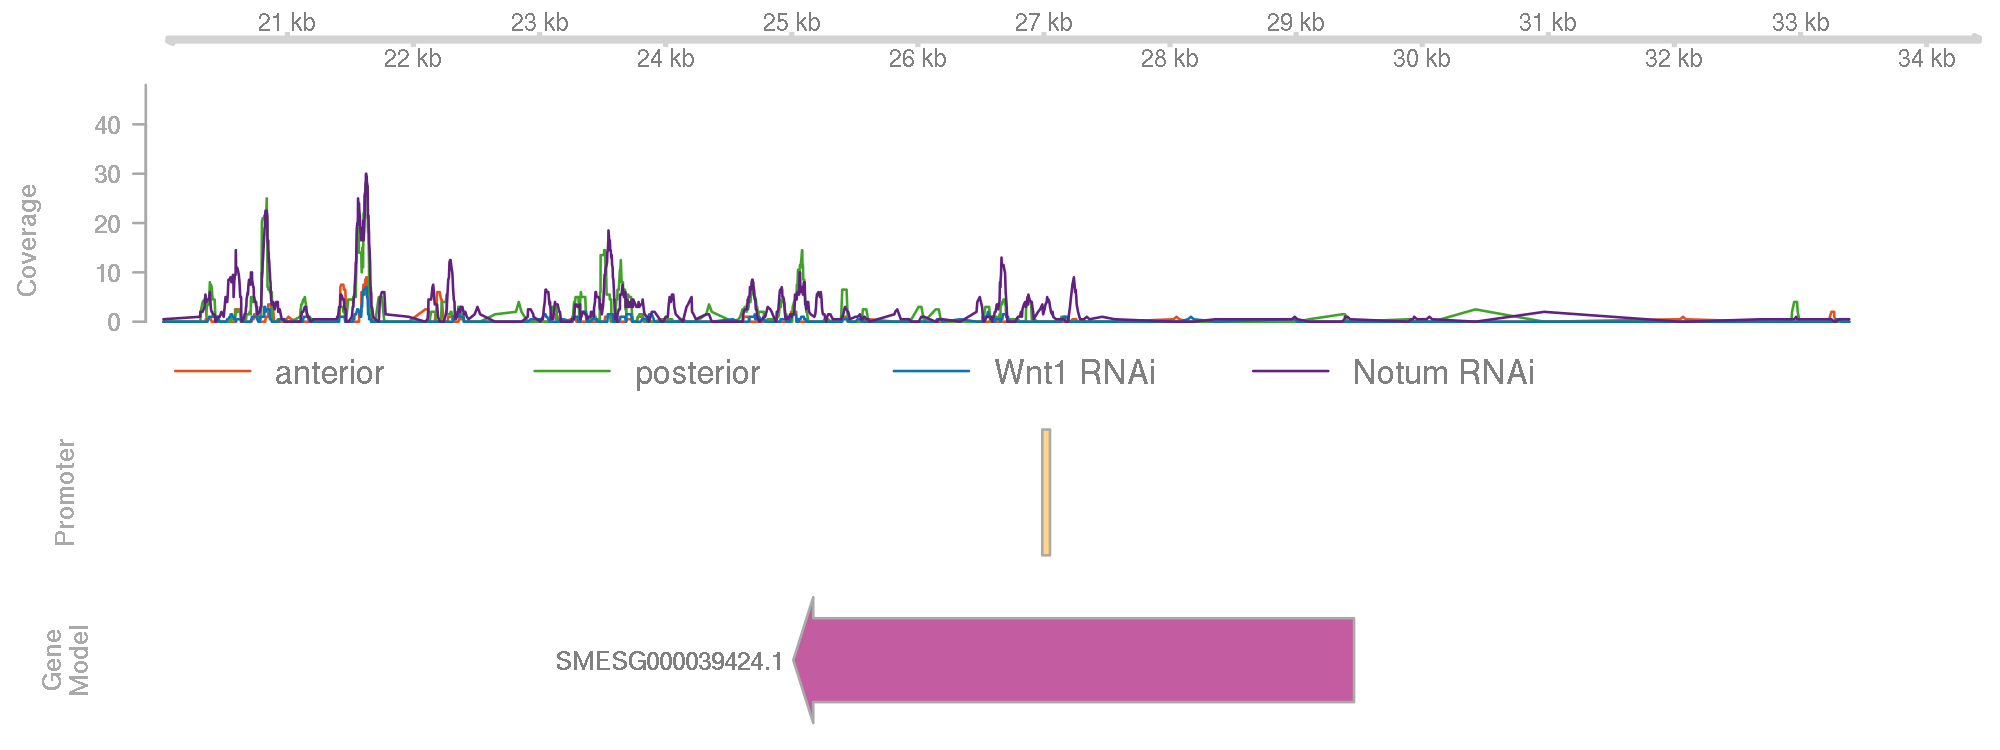 21 kb 23 kb 25 kb 27 kb 29 kb 31 kb 33 kb
22 kb 24 kb 26 kb 28 kb 30 kb 32 kb 34 kb
Coverage
40
30
20
10
0
anterior posterior Wnt1 RNAi Notum RNAi
Promoter
Gene
Model
SMESG000039424.1